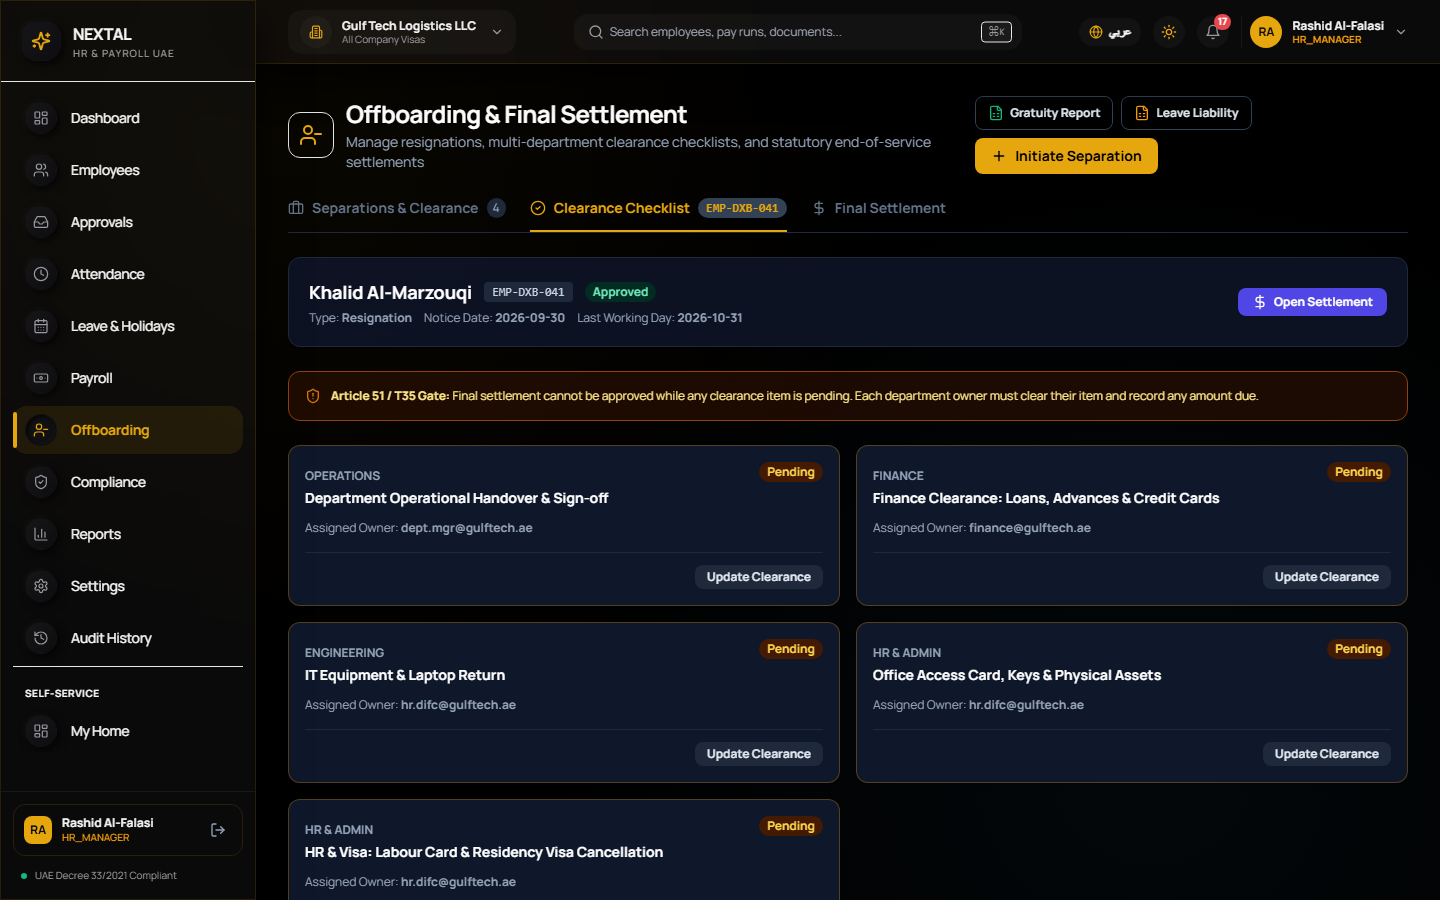 NEXTAL
HR & PAYROLL UAE
Dashboard
Employees
Approvals
Attendance
Leave & Holidays
Payroll
Offboarding
Compliance
Reports
Settings
Audit History
SELF-SERVICE
My Home
RA
Rashid Al-Falasi
HR_MANAGER
UAE Decree 33/2021 Compliant
Gulf Tech Logistics LLC
All Company Visas
Search employees, pay runs, documents...
⌘K
عربي
17
RA
Rashid Al-Falasi
HR_MANAGER
Offboarding & Final Settlement
Manage resignations, multi-department clearance checklists, and statutory end-of-service
settlements
Gratuity Report
Leave Liability
Initiate Separation
Separations & Clearance 4
Clearance Checklist EMP-DXB-041
Final Settlement
Khalid Al-Marzouqi EMP-DXB-041 Approved
Type: Resignation Notice Date: 2026-09-30 Last Working Day: 2026-10-31
Open Settlement
Article 51 / T35 Gate: Final settlement cannot be approved while any clearance item is pending. Each department owner must clear their item and record any amount due.
OPERATIONS
Pending
Department Operational Handover & Sign-off
Assigned Owner: dept.mgr@gulftech.ae
Update Clearance
FINANCE
Pending
Finance Clearance: Loans, Advances & Credit Cards
Assigned Owner: finance@gulftech.ae
Update Clearance
ENGINEERING
Pending
IT Equipment & Laptop Return
Assigned Owner: hr.difc@gulftech.ae
Update Clearance
HR & ADMIN
Pending
Office Access Card, Keys & Physical Assets
Assigned Owner: hr.difc@gulftech.ae
Update Clearance
HR & ADMIN
Pending
HR & Visa: Labour Card & Residency Visa Cancellation
Assigned Owner: hr.difc@gulftech.ae